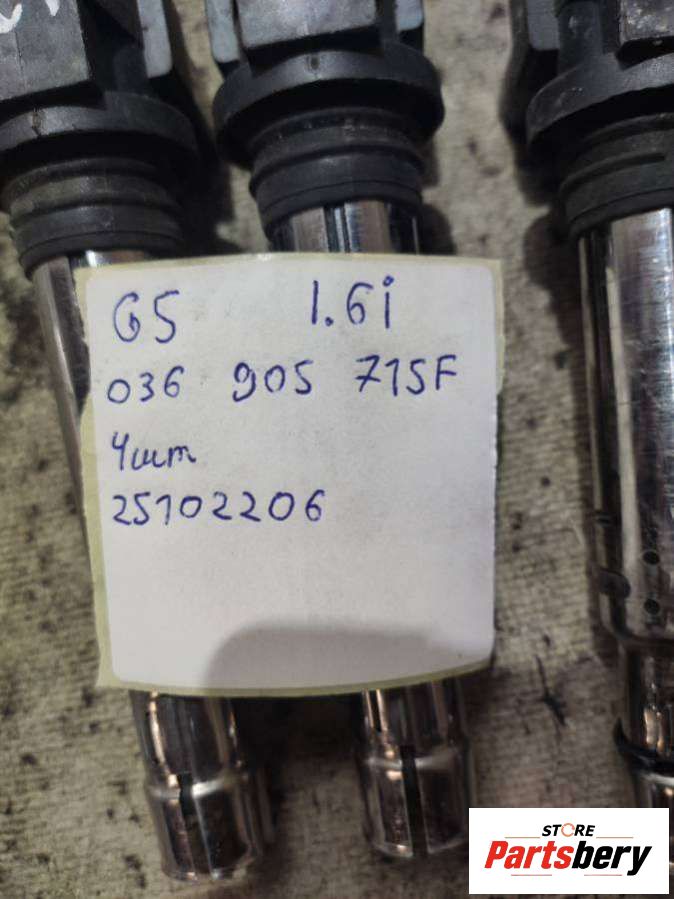 G5 1.6i
036 905 715F
4шт
25102206
STORE
Partsbery